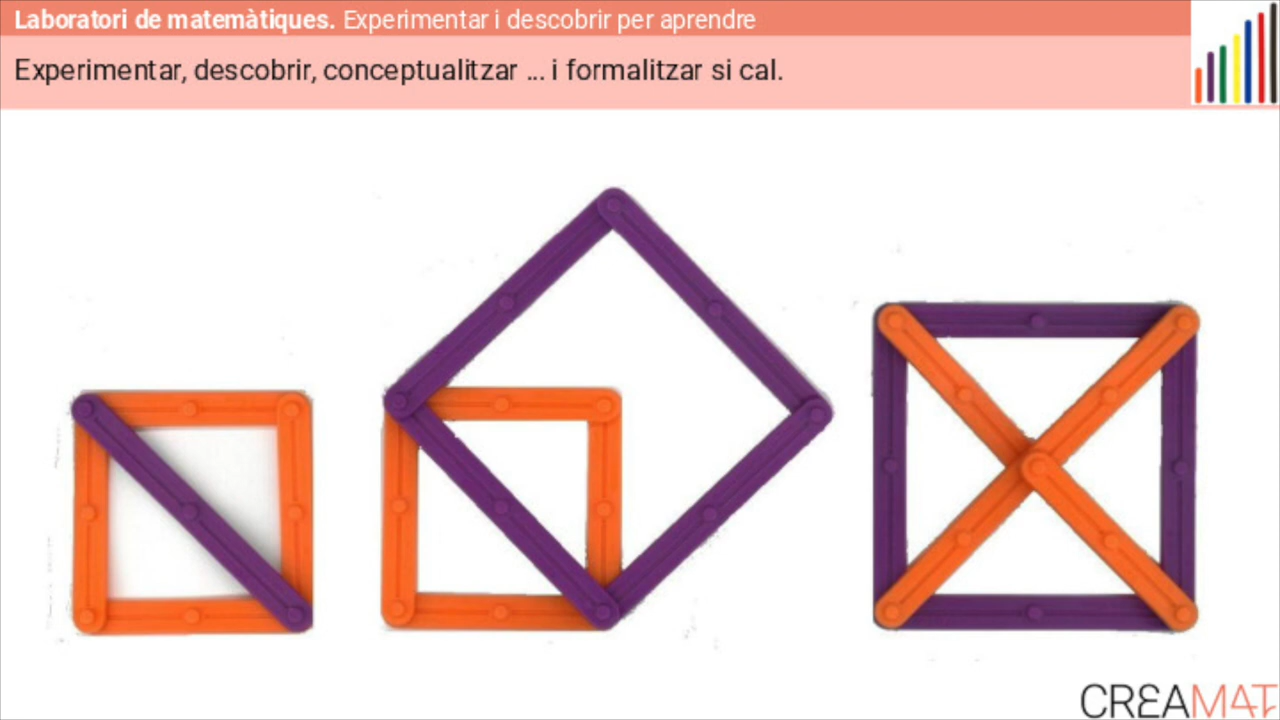 Laboratori de matemàtiques. Experimentar i descobrir per aprendre
Experimentar, descobrir, conceptualitzar ... i formalitzar si cal.
CREAMAT